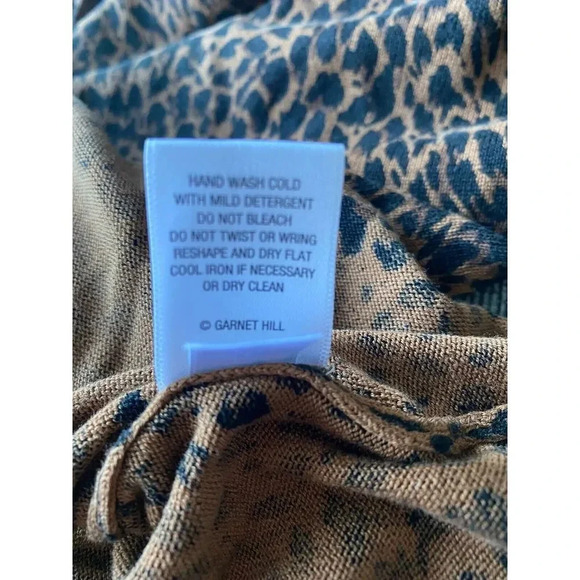 HAND WASH COLD
WITH MILD DETERGENT
DO NOT BLEACH
DO NOT TWIST OR WRING
RESHAPE AND DRY FLAT
COOL IRON IF NECESSARY
OR DRY CLEAN
© GARNET HILL